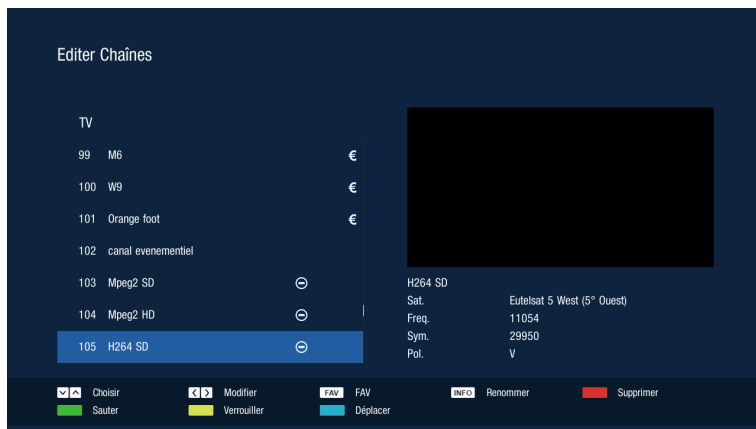 Editer Chaînes
TV
99 M6 €
100 W9 €
101 Orange foot €
102 canal evenementiel
103 Mpeg2 SD
104 Mpeg2 HD
105 H264 SD
H264 SD
Sat. Eutelsat 5 West (5° Ouest)
Freq. 11054
Sym. 29950
Pol. V
Choisir Modifier FAV FAV INFO Renommer Supprimer
Sauter Verrouiller Déplacer